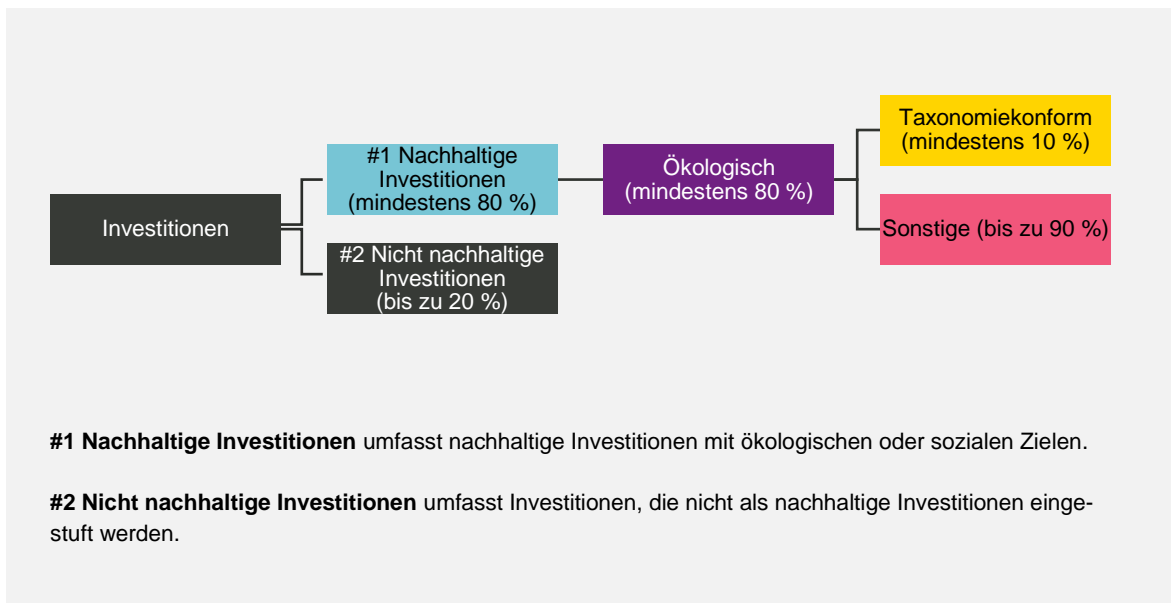 Taxonomiekonform
(mindestens 10 %)
#1 Nachhaltige
Investitionen
(mindestens 80 %)
Ökologisch
(mindestens 80 %)
Investitionen
Sonstige (bis zu 90 %)
#2 Nicht nachhaltige
Investitionen
(bis zu 20 %)
#1 Nachhaltige Investitionen umfasst nachhaltige Investitionen mit ökologischen oder sozialen Zielen.
#2 Nicht nachhaltige Investitionen umfasst Investitionen, die nicht als nachhaltige Investitionen einge-
stuft werden.